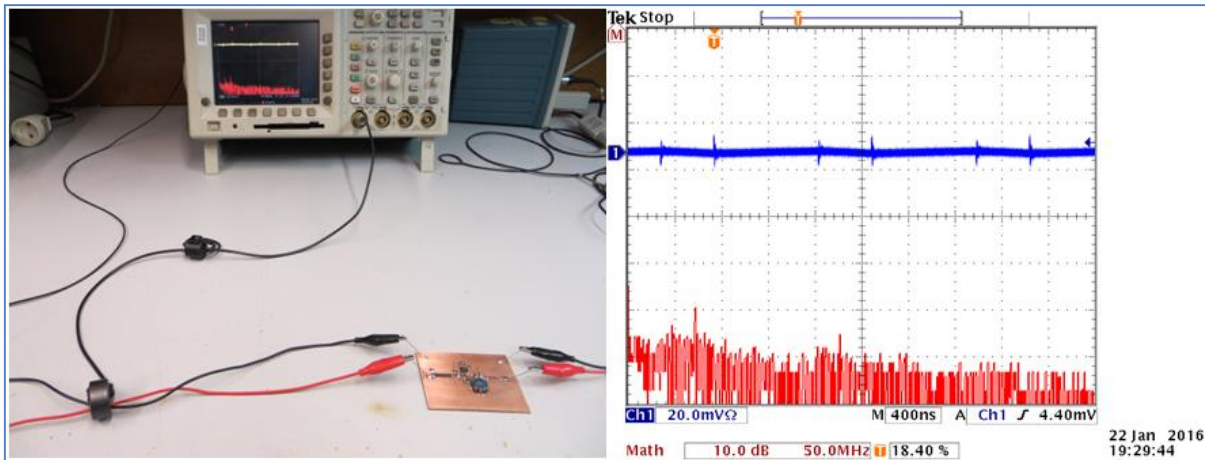 Tek Stop
T
M
T
1
Ch1 20.0mVΩ M 400ns A Ch1 4.40mV
Math 10.0 dB 50.0MHz T 18.40 %
22 Jan 2016
19:29:44